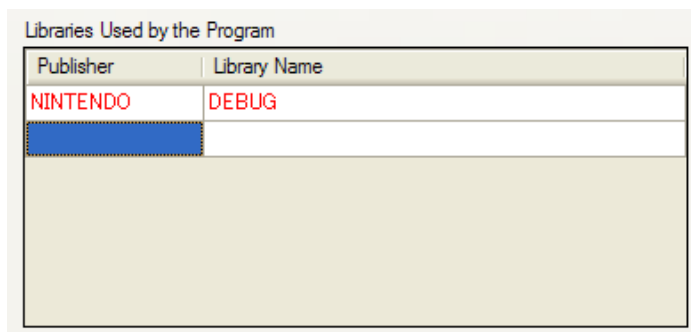 Libraries Used by the Program
Publisher Library Name
NINTENDO DEBUG